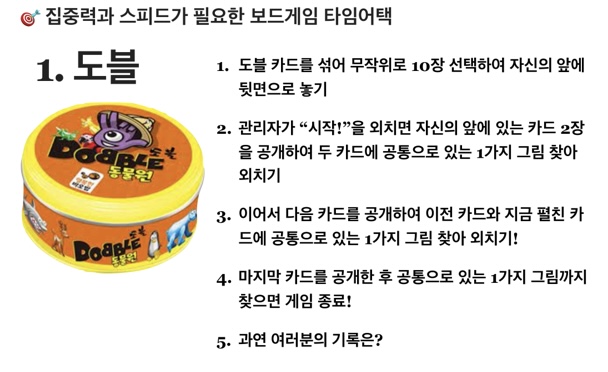 🎯 집중력과 스피드가 필요한 보드게임 타임어택
1. 도블
1. 도블 카드를 섞어 무작위로 10장 선택하여 자신의 앞에
뒷면으로 놓기
2. 관리자가 “시작!”을 외치면 자신의 앞에 있는 카드 2장
을 공개하여 두 카드에 공통으로 있는 1가지 그림 찾아
외치기
3. 이어서 다음 카드를 공개하여 이전 카드와 지금 펼친 카
드에 공통으로 있는 1가지 그림 찾아 외치기!
4. 마지막 카드를 공개한 후 공통으로 있는 1가지 그림까지
찾으면 게임 종료!
5. 과연 여러분의 기록은?
도블
DOBBLE
동물원
도블
DOBBLE
동물원